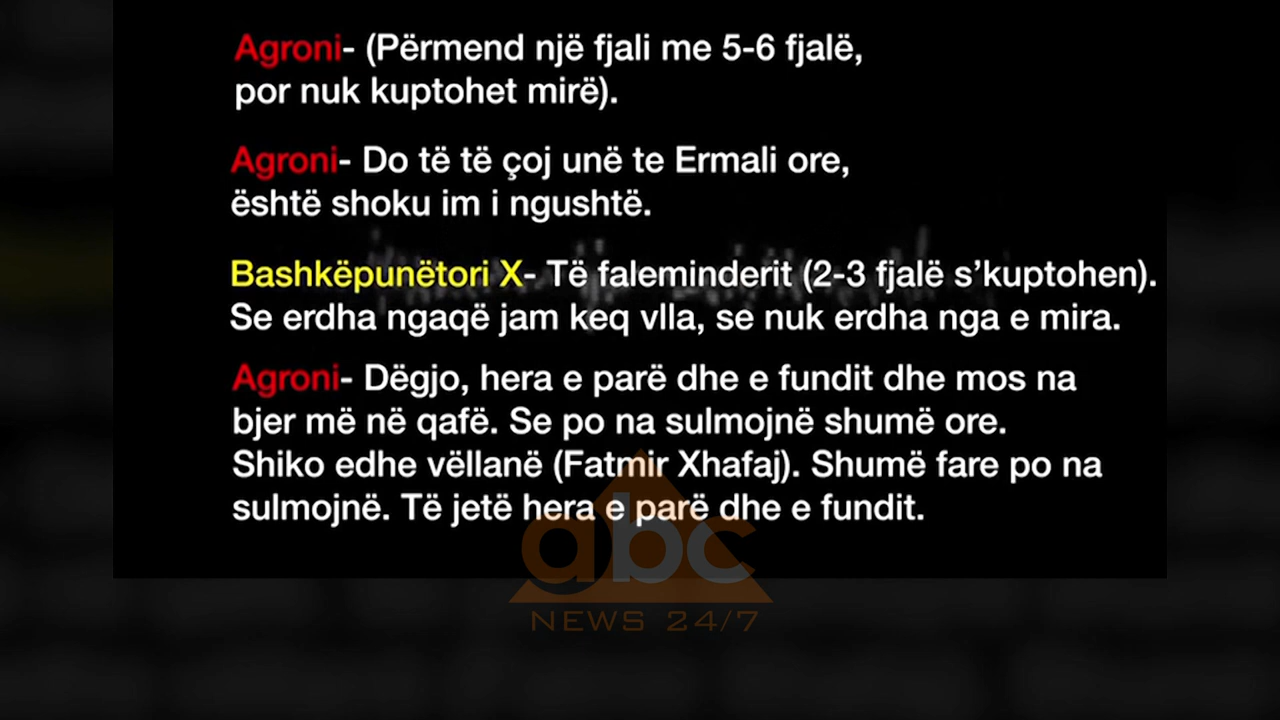 Agroni- (Përmend një fjali me 5-6 fjalë,
por nuk kuptohet mirë).
Agroni- Do të të çoj unë te Ermali ore,
është shoku im i ngushtë.
Bashkëpunëtori X- Të faleminderit (2-3 fjalë s’kuptohen).
Se erdha ngaqë jam keq vlla, se nuk erdha nga e mira.
Agroni- Dëgjo, hera e parë dhe e fundit dhe mos na
bjer më në qafë. Se po na sulmojnë shumë ore.
Shiko edhe vëllanë (Fatmir Xhafaj). Shumë fare po na
sulmojnë. Të jetë hera e parë dhe e fundit.
abc
NEWS 24/7